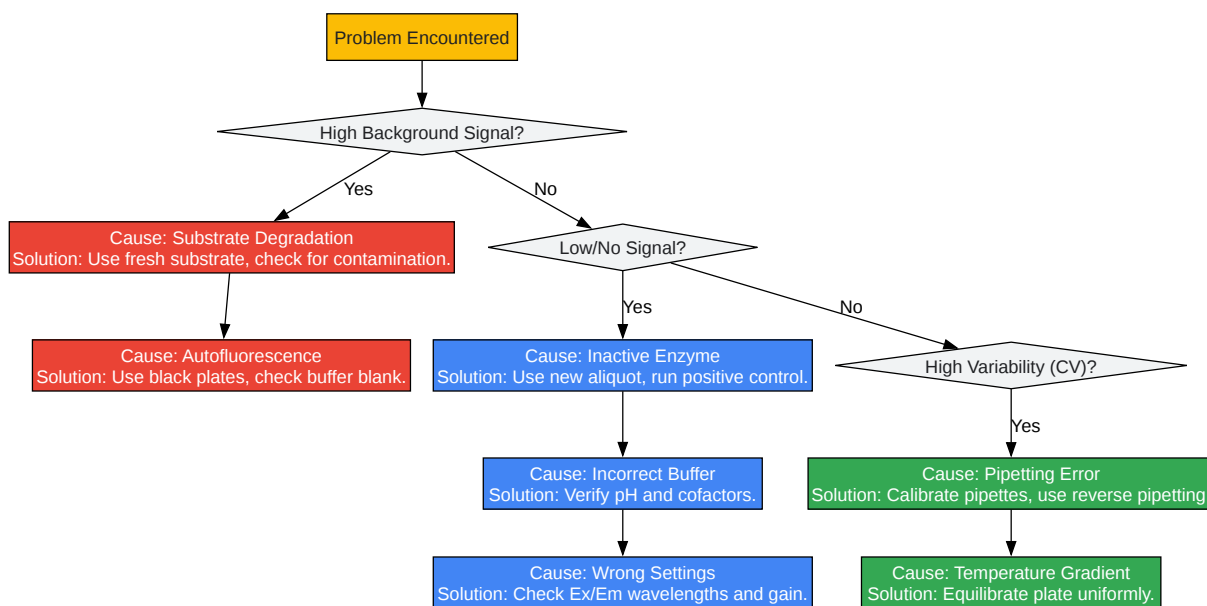 Problem Encountered
High Background Signal?
Yes
No
Cause: Substrate Degradation
Solution: Use fresh substrate, check for contamination.
Low/No Signal?
Yes
No
Cause: Autofluorescence
Solution: Use black plates, check buffer blank.
Cause: Inactive Enzyme
Solution: Use new aliquot, run positive control.
High Variability (CV)?
Yes
Cause: Incorrect Buffer
Solution: Verify pH and cofactors.
Cause: Pipetting Error
Solution: Calibrate pipettes, use reverse pipetting
Cause: Wrong Settings
Solution: Check Ex/Em wavelengths and gain.
Cause: Temperature Gradient
Solution: Equilibrate plate uniformly.